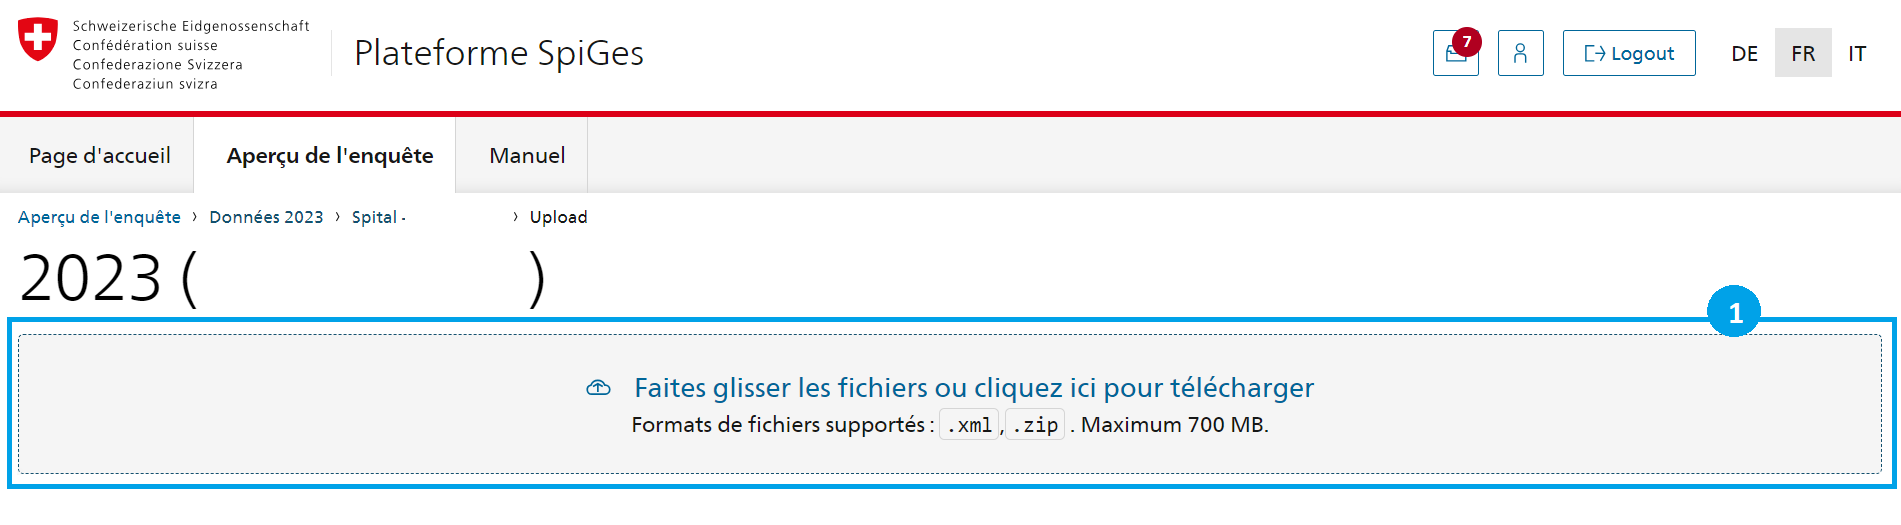 Schweizerische Eidgenossenschaft
Confédération suisse
Confederazione Svizzera
Confederaziun svizra
Plateforme SpiGes
7
Logout
DE FR IT
Page d'accueil Aperçu de l'enquête Manuel
Aperçu de l'enquête › Données 2023 › Spital - › Upload
2023 ( )
1
Faites glisser les fichiers ou cliquez ici pour télécharger
Formats de fichiers supportés : .xml, .zip . Maximum 700 MB.